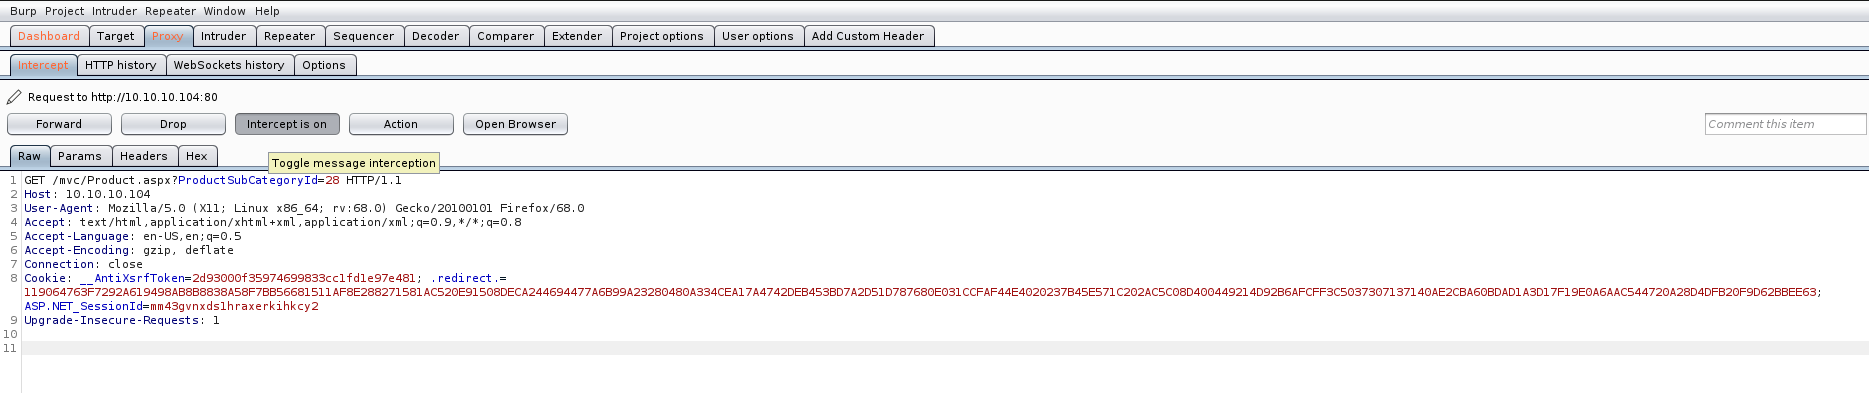 Burp Project Intruder Repeater Window Help
Dashboard Target Proxy Intruder Repeater Sequencer Decoder Comparer Extender Project options User options Add Custom Header
Intercept HTTP history WebSockets history Options
Request to http://10.10.10.104:80
Forward Drop Intercept is on Action Open Browser Comment this item
Raw Params Headers Hex
Toggle message interception
1 GET /mvc/Product.aspx?ProductSubCategoryId=28 HTTP/1.1
2 Host: 10.10.10.104
3 User-Agent: Mozilla/5.0 (X11; Linux x86_64; rv:68.0) Gecko/20100101 Firefox/68.0
4 Accept: text/html,application/xhtml+xml,application/xml;q=0.9,*/*;q=0.8
5 Accept-Language: en-US,en;q=0.5
6 Accept-Encoding: gzip, deflate
7 Connection: close
8 Cookie: __AntiXsrfToken=2d93000f35974699833cc1fd1e97e481; .redirect.=
119064763F7292A619498AB8B8838A58F7BB56681511AF8E288271581AC520E91508DECA244694477A6B99A23280480A334CEA17A4742DEB453BD7A2D51D787680E031CCFAF44E4020237B45E571C202AC5C08D400449214D92B6AFCFF3C5037307137140AE2CBA60BDAD1A3D17F19E0A6AAC544720A28D4DFB20F9D62BBEE63;
ASP.NET_SessionId=mm43gvnxds1hraxerkihkcy2
9 Upgrade-Insecure-Requests: 1
10
11